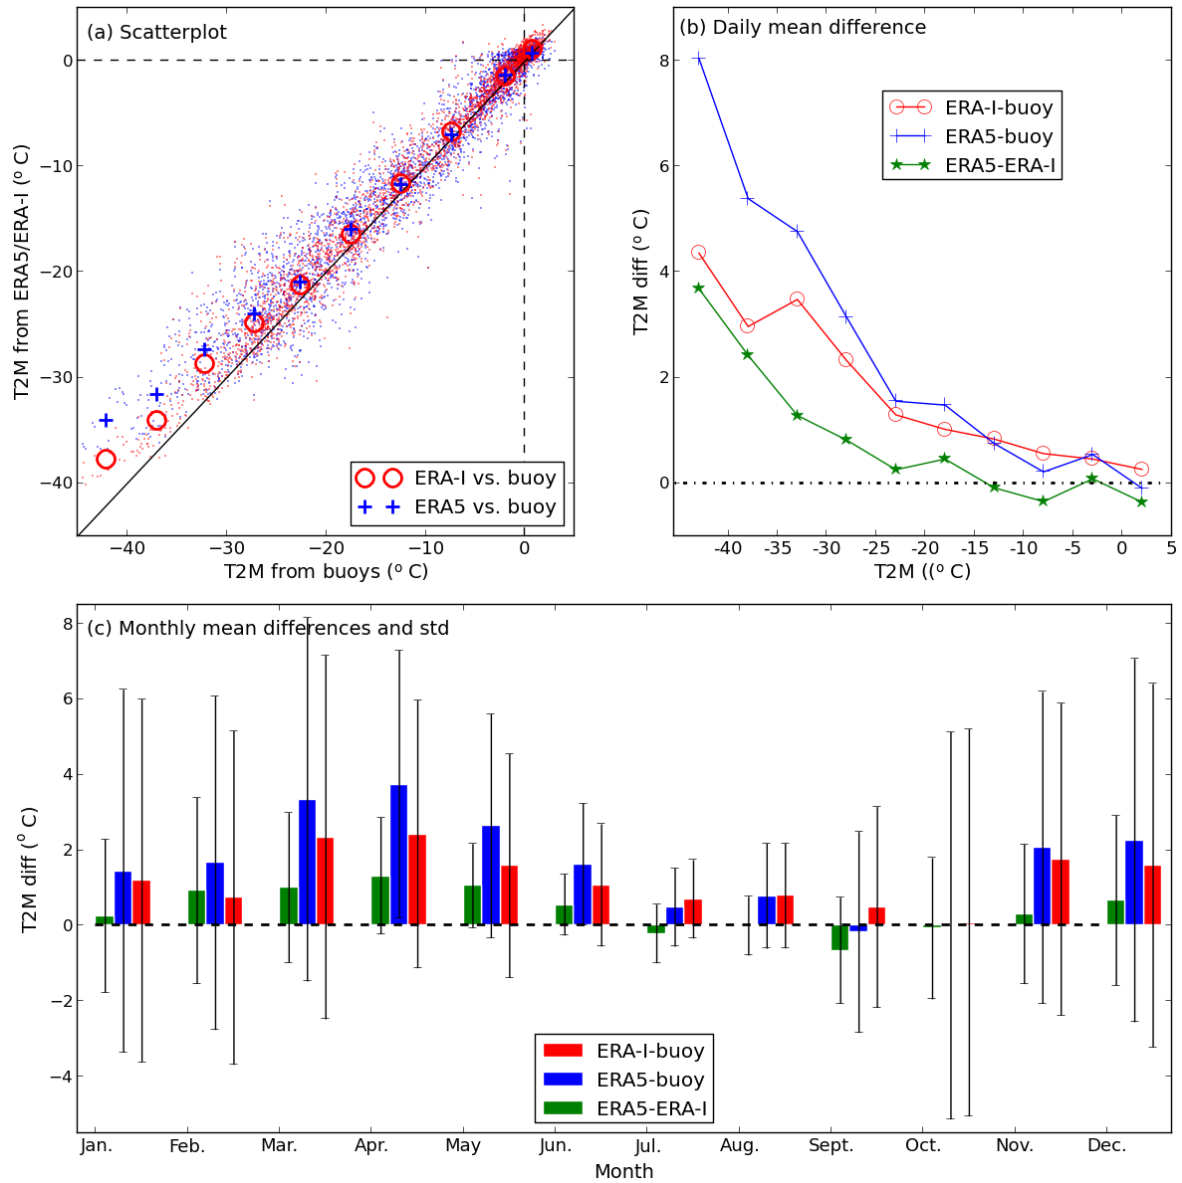 (a) Scatterplot
0
−10
−20
−30
−40
T2M from ERA5/ERA-I (° C)
ERA-I vs. buoy
ERA5 vs. buoy
−40 −30 −20 −10 0
T2M from buoys (° C)
(b) Daily mean difference
8
6
4
2
0
T2M diff (° C)
ERA-I-buoy
ERA5-buoy
ERA5-ERA-I
-40 -35 -30 -25 -20 -15 -10 -5 0 5
T2M ((° C)
(c) Monthly mean differences and std
8
6
4
2
0
−2
−4
T2M diff (° C)
ERA-I-buoy
ERA5-buoy
ERA5-ERA-I
Jan. Feb. Mar. Apr. May Jun. Jul. Aug. Sept. Oct. Nov. Dec.
Month